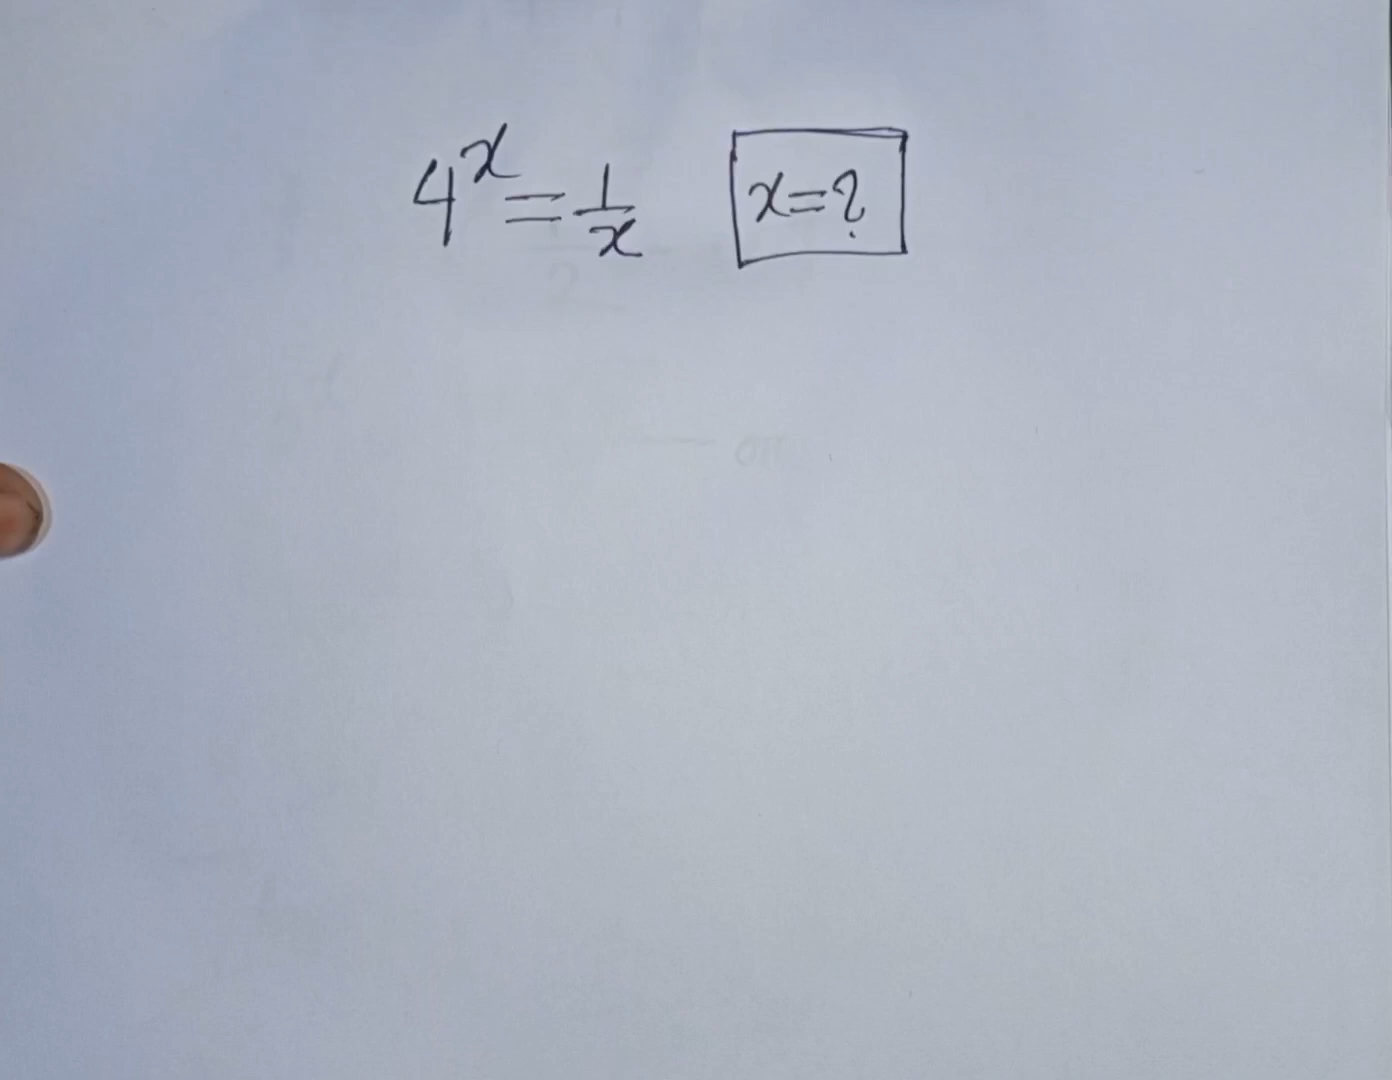 4^x = 1/x  x=?